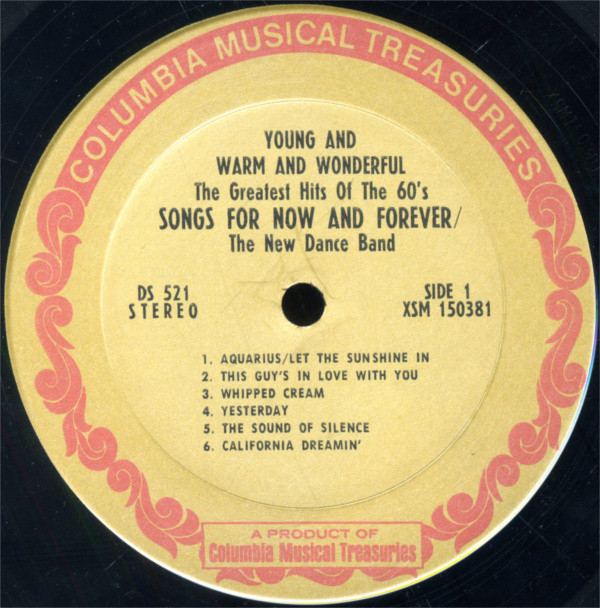 COLUMBIA MUSICAL TREASURIES
YOUNG AND
WARM AND WONDERFUL
The Greatest Hits Of The 60's
SONGS FOR NOW AND FOREVER/
The New Dance Band
DS 521
STEREO
SIDE 1
XSM 150381
1. AQUARIUS/LET THE SUNSHINE IN
2. THIS GUY'S IN LOVE WITH YOU
3. WHIPPED CREAM
4. YESTERDAY
5. THE SOUND OF SILENCE
6. CALIFORNIA DREAMIN'
A PRODUCT OF
Columbia Musical Treasuries